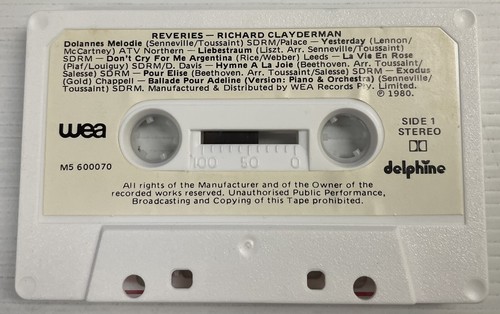 REVERIES — RICHARD CLAYDERMAN
Dolannes Melodie (Senneville/Toussaint) SDRM/Palace — Yesterday (Lennon/
McCartney) ATV Northern — Liebestraum (Liszt. Arr. Senneville/Toussaint)
SDRM — Don't Cry For Me Argentina (Rice/Webber) Leeds — La Vie En Rose
(Piaf/Louiguy) SDRM/D. Davis — Hymne A La Joie (Beethoven. Arr. Toussaint/
Salesse) SDRM — Pour Elise (Beethoven. Arr. Toussaint/Salesse) SDRM — Exodus
(Gold) Chappell — Ballade Pour Adeline (Version: Piano & Orchestra) (Senneville/
Toussaint) SDRM. Manufactured & Distributed by WEA Records Pty. Limited.
℗ 1980.
wea
SIDE 1
STEREO
100 50 0
M5 600070
delphine
All rights of the Manufacturer and of the Owner of the
recorded works reserved. Unauthorised Public Performance,
Broadcasting and Copying of this Tape prohibited.